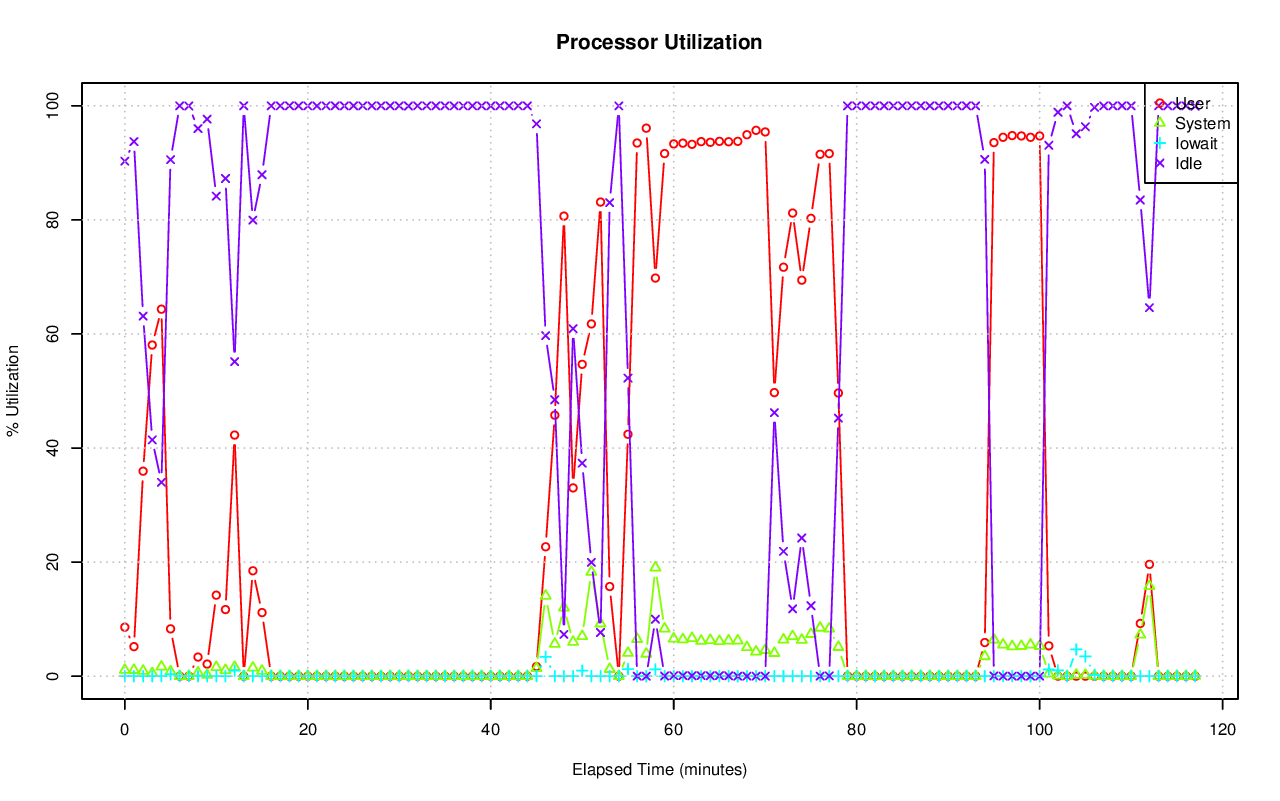 Processor Utilization
% Utilization
100
80
60
40
20
0
User
System
Iowait
Idle
0 20 40 60 80 100 120
Elapsed Time (minutes)